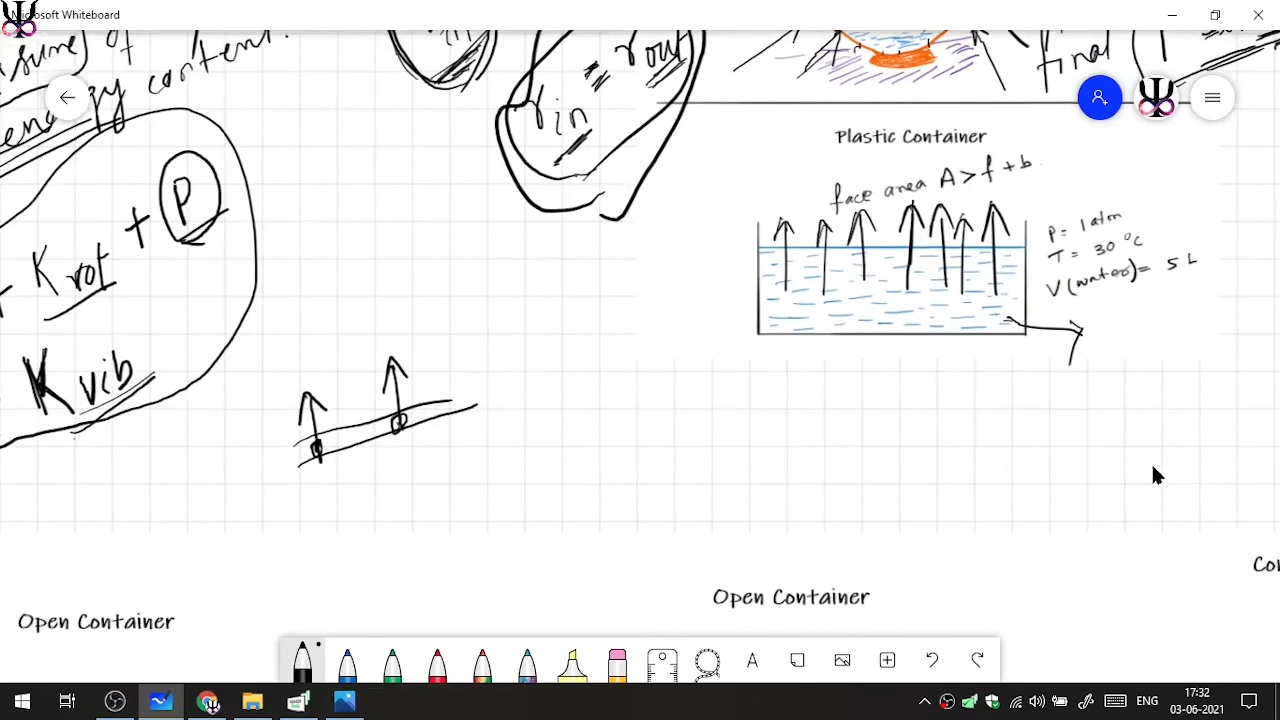 Microsoft Whiteboard
of
content.
r in
r out
final
K rot + P
K vib
Plastic Container
face area A > f + b
P = 1 atm
T = 30 °C
V (water) = 5 L
Open Container
Open Container
ENG
17:32
03-06-2021